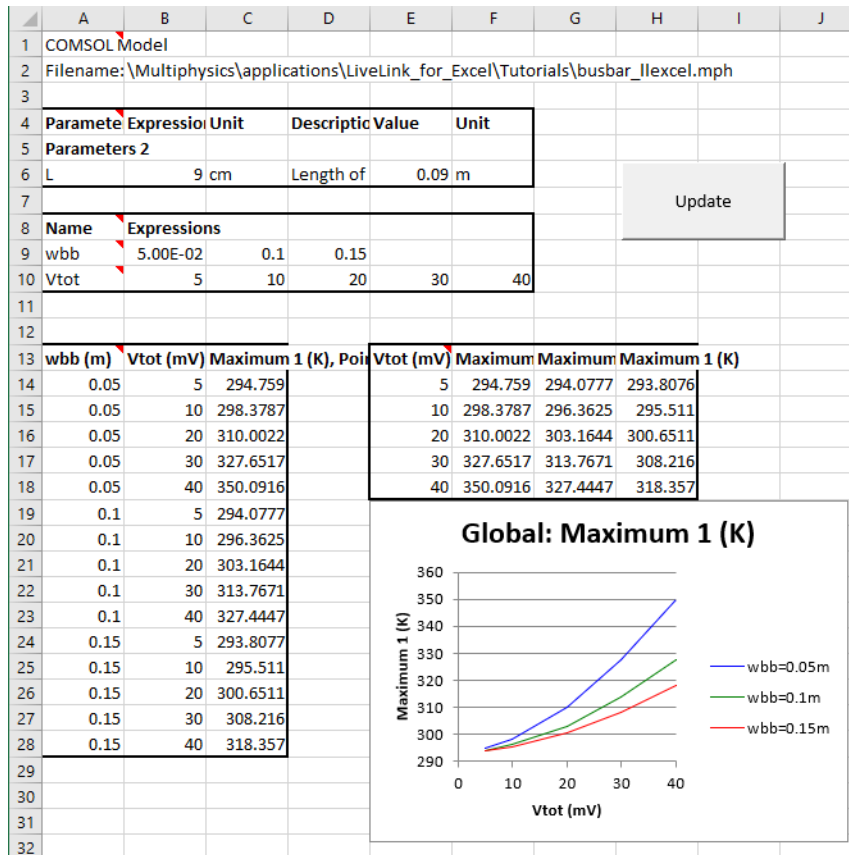 A B C D E F G H I J
1 COMSOL Model
2 Filename: \Multiphysics\applications\LiveLink_for_Excel\Tutorials\busbar_llexcel.mph
3
4 Paramete Expressio Unit Descriptio Value Unit
5 Parameters 2
6 L 9 cm Length of 0.09 m
7 Update
8 Name Expressions
9 wbb 5.00E-02 0.1 0.15
10 Vtot 5 10 20 30 40
11
12
13 wbb (m) Vtot (mV) Maximum 1 (K), Poi Vtot (mV) Maximum Maximum Maximum 1 (K)
14 0.05 5 294.759 5 294.759 294.0777 293.8076
15 0.05 10 298.3787 10 298.3787 296.3625 295.511
16 0.05 20 310.0022 20 310.0022 303.1644 300.6511
17 0.05 30 327.6517 30 327.6517 313.7671 308.216
18 0.05 40 350.0916 40 350.0916 327.4447 318.357
19 0.1 5 294.0777
20 0.1 10 296.3625
21 0.1 20 303.1644
22 0.1 30 313.7671
23 0.1 40 327.4447
24 0.15 5 293.8077
25 0.15 10 295.511
26 0.15 20 300.6511
27 0.15 30 308.216
28 0.15 40 318.357
29
30
31
32
Global: Maximum 1 (K)
Maximum 1 (K)
360
350
340
330
320
310
300
290
0 10 20 30 40
Vtot (mV)
wbb=0.05m
wbb=0.1m
wbb=0.15m